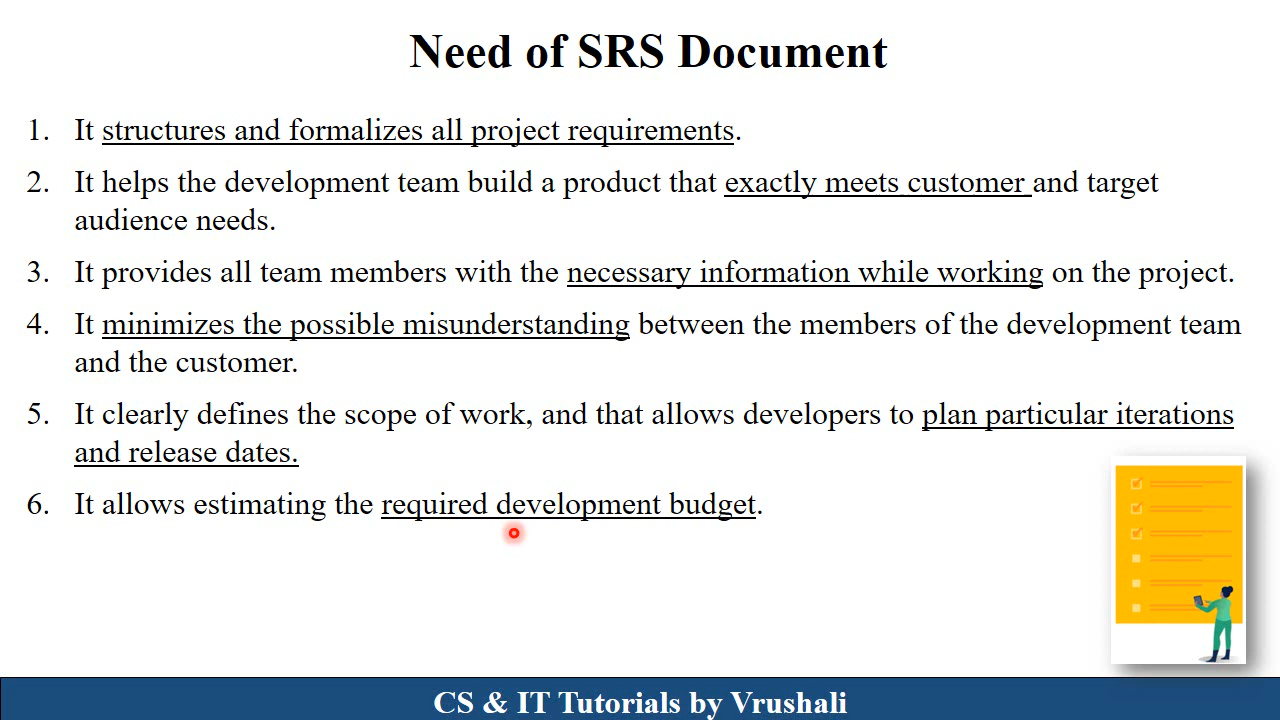 Need of SRS Document
1. It structures and formalizes all project requirements.
2. It helps the development team build a product that exactly meets customer and target
audience needs.
3. It provides all team members with the necessary information while working on the project.
4. It minimizes the possible misunderstanding between the members of the development team
and the customer.
5. It clearly defines the scope of work, and that allows developers to plan particular iterations
and release dates.
6. It allows estimating the required development budget.
CS & IT Tutorials by Vrushali